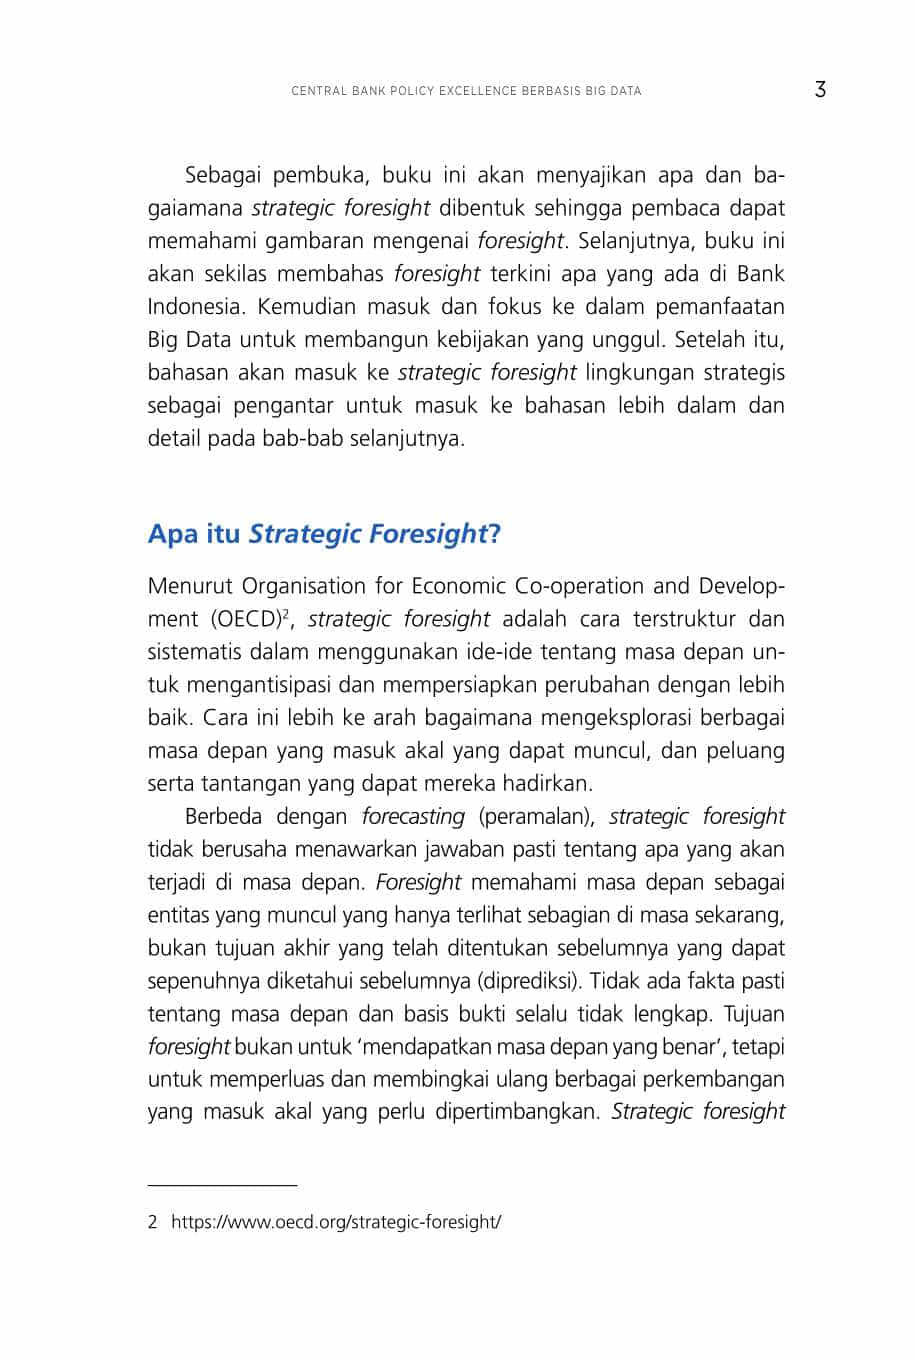 CENTRAL BANK POLICY EXCELLENCE BERBASIS BIG DATA 3
Sebagai pembuka, buku ini akan menyajikan apa dan ba-
gaiamana strategic foresight dibentuk sehingga pembaca dapat
memahami gambaran mengenai foresight. Selanjutnya, buku ini
akan sekilas membahas foresight terkini apa yang ada di Bank
Indonesia. Kemudian masuk dan fokus ke dalam pemanfaatan
Big Data untuk membangun kebijakan yang unggul. Setelah itu,
bahasan akan masuk ke strategic foresight lingkungan strategis
sebagai pengantar untuk masuk ke bahasan lebih dalam dan
detail pada bab-bab selanjutnya.
Apa itu Strategic Foresight?
Menurut Organisation for Economic Co-operation and Develop-
ment (OECD)², strategic foresight adalah cara terstruktur dan
sistematis dalam menggunakan ide-ide tentang masa depan un-
tuk mengantisipasi dan mempersiapkan perubahan dengan lebih
baik. Cara ini lebih ke arah bagaimana mengeksplorasi berbagai
masa depan yang masuk akal yang dapat muncul, dan peluang
serta tantangan yang dapat mereka hadirkan.
Berbeda dengan forecasting (peramalan), strategic foresight
tidak berusaha menawarkan jawaban pasti tentang apa yang akan
terjadi di masa depan. Foresight memahami masa depan sebagai
entitas yang muncul yang hanya terlihat sebagian di masa sekarang,
bukan tujuan akhir yang telah ditentukan sebelumnya yang dapat
sepenuhnya diketahui sebelumnya (diprediksi). Tidak ada fakta pasti
tentang masa depan dan basis bukti selalu tidak lengkap. Tujuan
foresight bukan untuk ‘mendapatkan masa depan yang benar’, tetapi
untuk memperluas dan membingkai ulang berbagai perkembangan
yang masuk akal yang perlu dipertimbangkan. Strategic foresight
2 https://www.oecd.org/strategic-foresight/